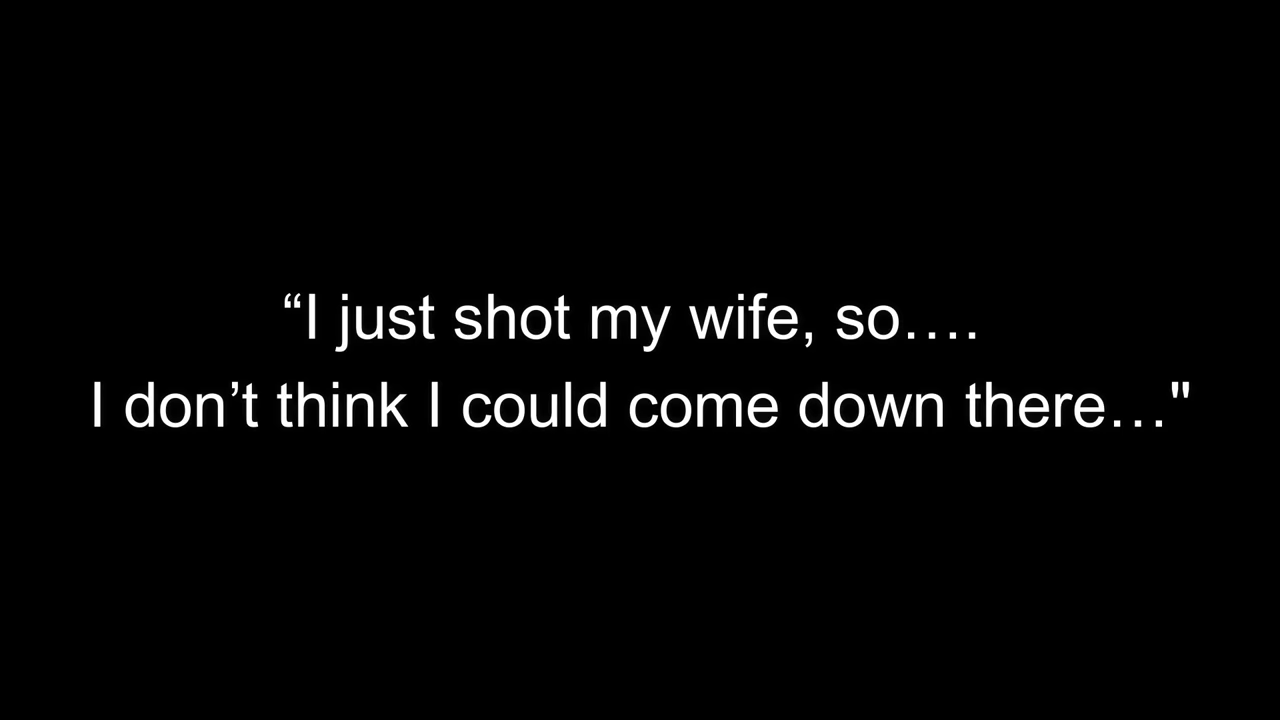 “I just shot my wife, so….
I don’t think I could come down there…"